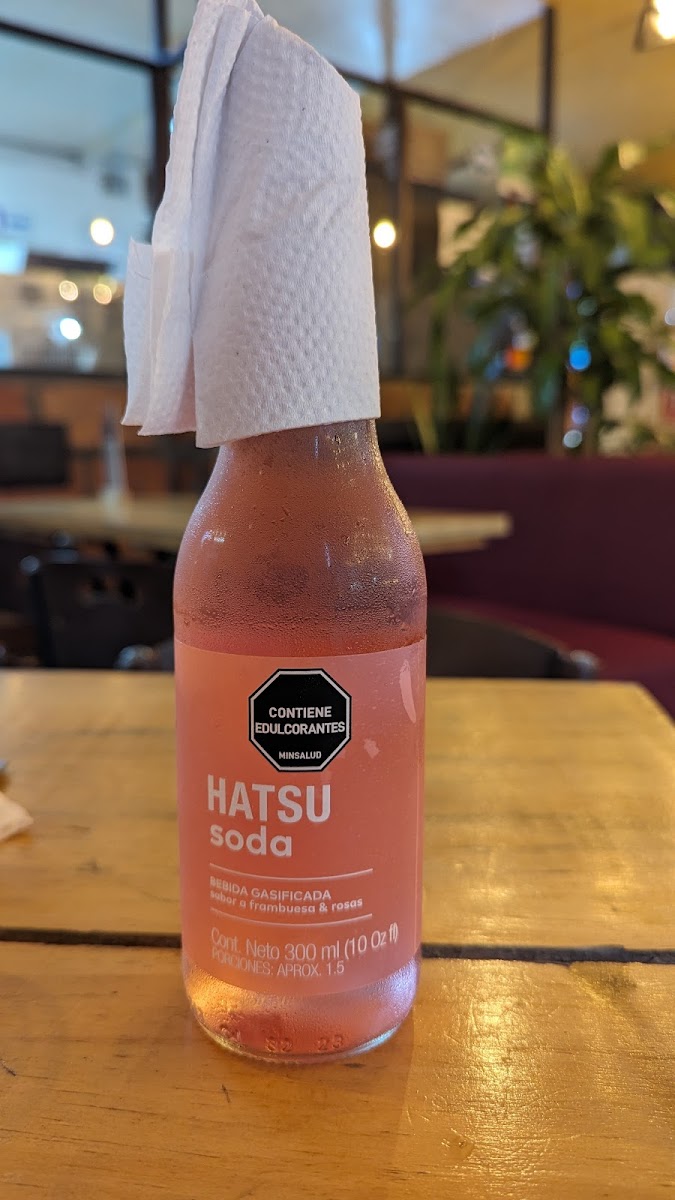 CONTIENE
EDULCORANTES
MINSALUD
HATSU
soda
BEBIDA GASIFICADA
sabor a frambuesa & rosas
Cont. Neto 300 ml (10 Oz fl)
PORCIONES: APROX. 1.5